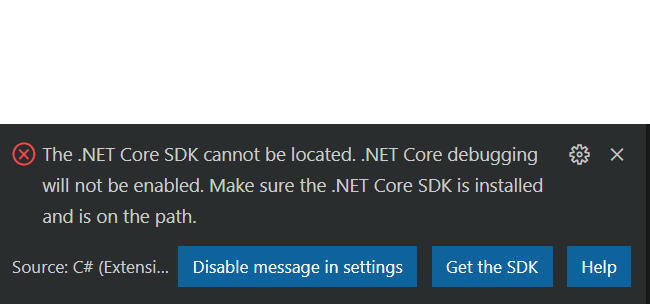 The .NET Core SDK cannot be located. .NET Core debugging
will not be enabled. Make sure the .NET Core SDK is installed
and is on the path.
Source: C# (Extensi... Disable message in settings Get the SDK Help